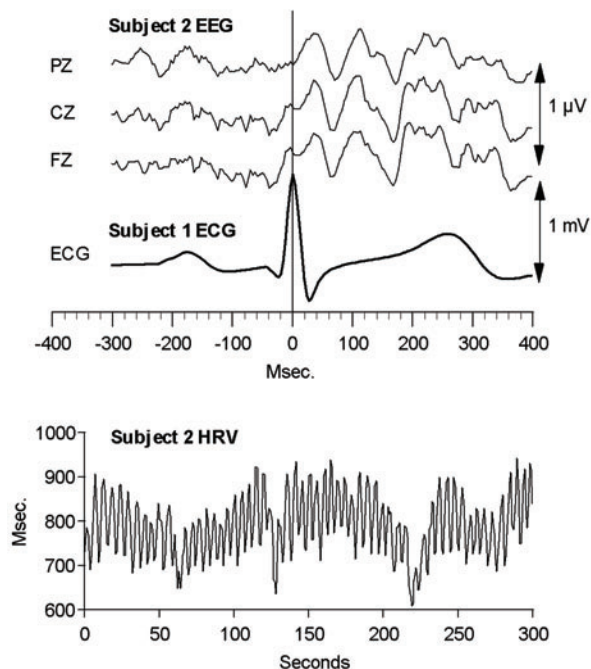 Subject 2 EEG
PZ
CZ
1 µV
FZ
Subject 1 ECG
1 mV
ECG
-400 -300 -200 -100 0 100 200 300 400
Msec.
1000
Subject 2 HRV
900
Msec.
800
700
600
0 50 100 150 200 250 300
Seconds